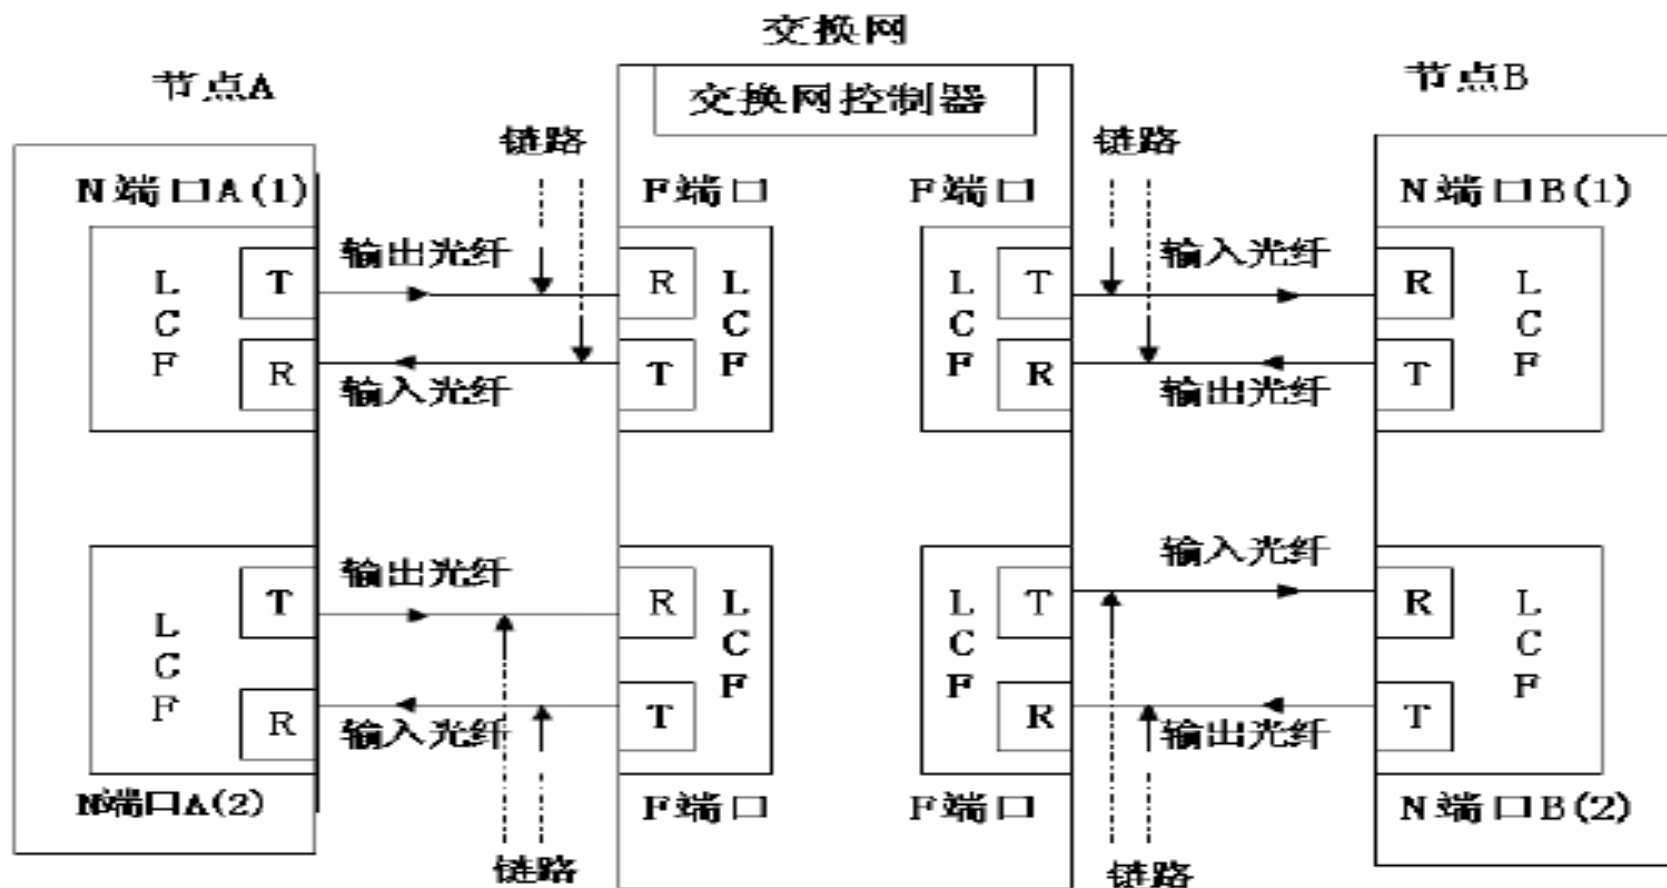 交换网
节点A
交换网控制器
节点B
链路
链路
N端口A(1)
F端口
F端口
N端口B(1)
输出光纤
输入光纤
L
C
F
T
R
L
C
F
L
C
F
T
R
L
C
F
R
T
R
T
输入光纤
输出光纤
输出光纤
输入光纤
L
C
F
T
R
L
C
F
L
C
F
T
R
L
C
F
R
T
R
T
输入光纤
输出光纤
N端口A(2)
F端口
F端口
N端口B(2)
链路
链路